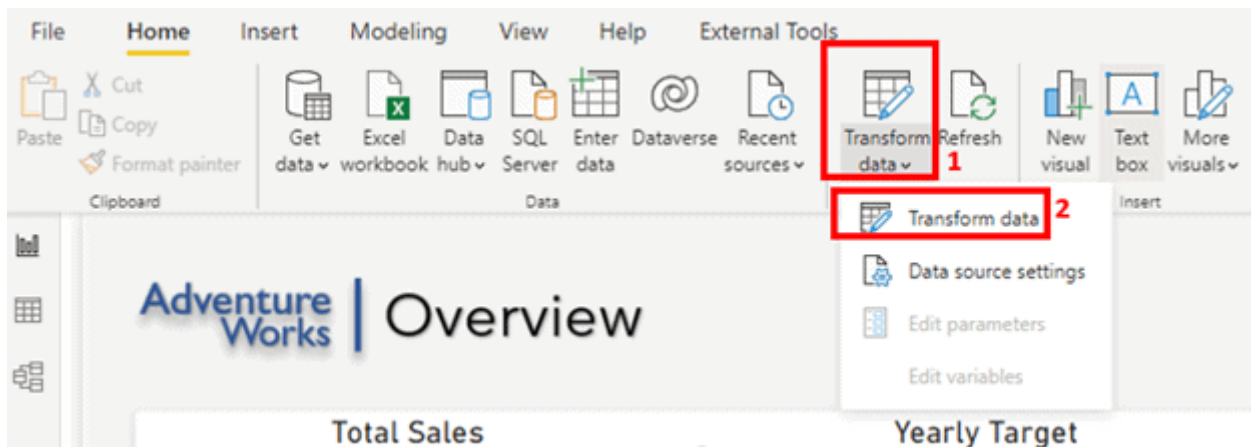 File Home Insert Modeling View Help External Tools
Paste
Cut
Copy
Format painter
Clipboard
Get
data
Excel
workbook
Data
hub
SQL
Server
Enter
data
Dataverse
Recent
sources
Data
Transform
data
1
Refresh
New
visual
Text
box
More
visuals
Insert
Transform data 2
Data source settings
Edit parameters
Edit variables
Adventure
Works
Overview
Total Sales
Yearly Target